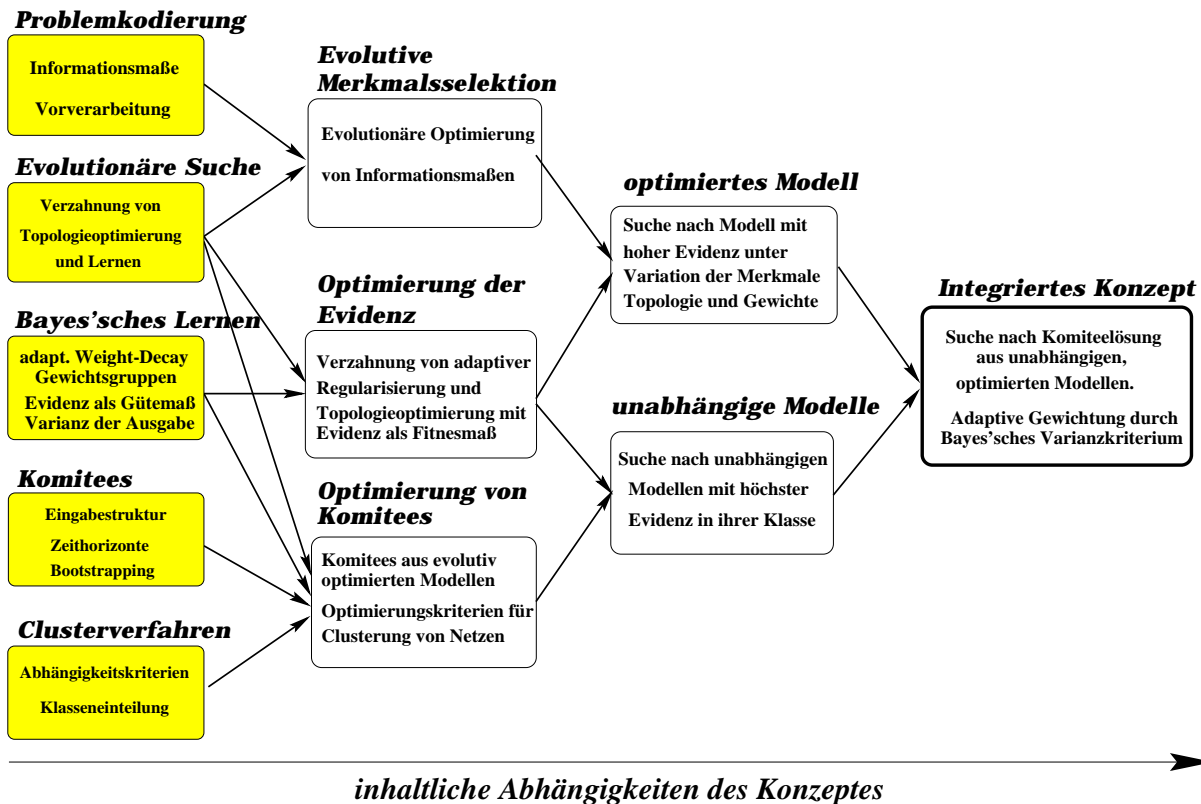 Problemkodierung
Informationsmaße
Vorverarbeitung
Evolutionäre Suche
Verzahnung von
Topologieoptimierung
und Lernen
Bayes'sches Lernen
adapt. Weight-Decay
Gewichtsgruppen
Evidenz als Gütemaß
Varianz der Ausgabe
Komitees
Eingabestruktur
Zeithorizonte
Bootstrapping
Clusterverfahren
Abhängigkeitskriterien
Klasseneinteilung
Evolutive
Merkmalsselektion
Evolutionäre Optimierung
von Informationsmaßen
Optimierung der
Evidenz
Verzahnung von adaptiver
Regularisierung und
Topologieoptimierung mit
Evidenz als Fitnesmaß
Optimierung von
Komitees
Komitees aus evolutiv
optimierten Modellen
Optimierungskriterien für
Clusterung von Netzen
optimiertes Modell
Suche nach Modell mit
hoher Evidenz unter
Variation der Merkmale
Topologie und Gewichte
unabhängige Modelle
Suche nach unabhängigen
Modellen mit höchster
Evidenz in ihrer Klasse
Integriertes Konzept
Suche nach Komiteelösung
aus unabhängigen,
optimierten Modellen.
Adaptive Gewichtung durch
Bayes'sches Varianzkriterium
inhaltliche Abhängigkeiten des Konzeptes